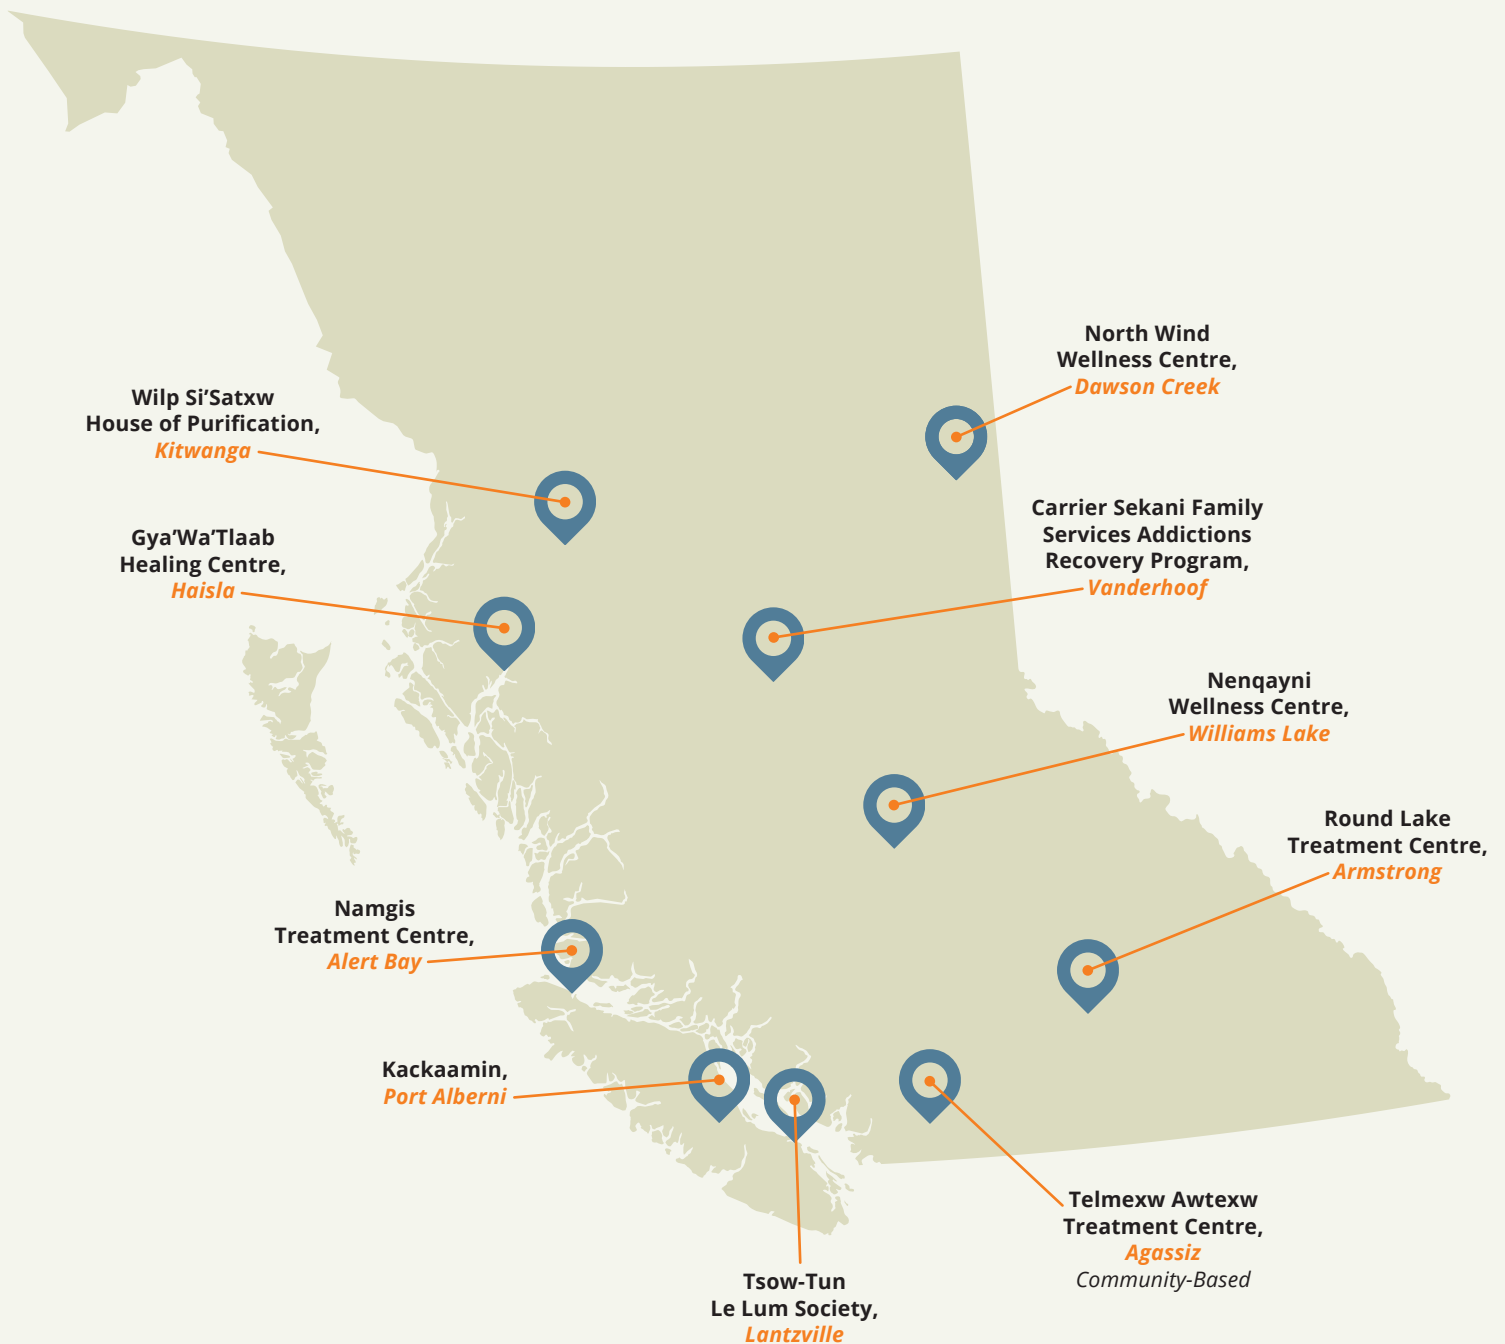 North Wind
Wellness Centre,
Dawson Creek
Wilp Si’Satxw
House of Purification,
Kitwanga
Carrier Sekani Family
Services Addictions
Recovery Program,
Vanderhoof
Gya’Wa’Tlaab
Healing Centre,
Haisla
Nenqayni
Wellness Centre,
Williams Lake
Round Lake
Treatment Centre,
Armstrong
Namgis
Treatment Centre,
Alert Bay
Kackaamin,
Port Alberni
Telmexw Awtexw
Treatment Centre,
Agassiz
Community-Based
Tsow-Tun
Le Lum Society,
Lantzville